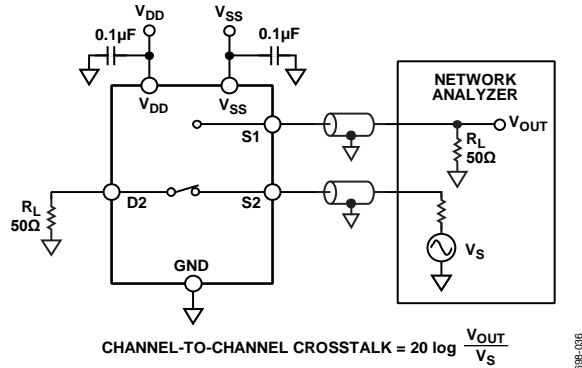 VDD
VSS
0.1µF
0.1µF
VDD
VSS
NETWORK
ANALYZER
S1
VOUT
RL
50Ω
RL
50Ω
D2
S2
VS
GND
CHANNEL-TO-CHANNEL CROSSTALK = 20 log VOUT
VS